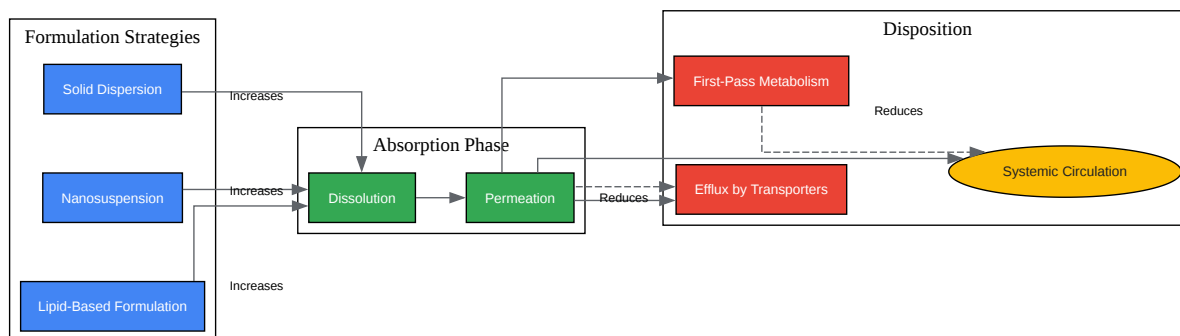 Formulation Strategies
Solid Dispersion
Nanosuspension
Lipid-Based Formulation
Increases
Increases
Increases
Absorption Phase
Dissolution
Permeation
Reduces
Disposition
First-Pass Metabolism
Efflux by Transporters
Reduces
Systemic Circulation